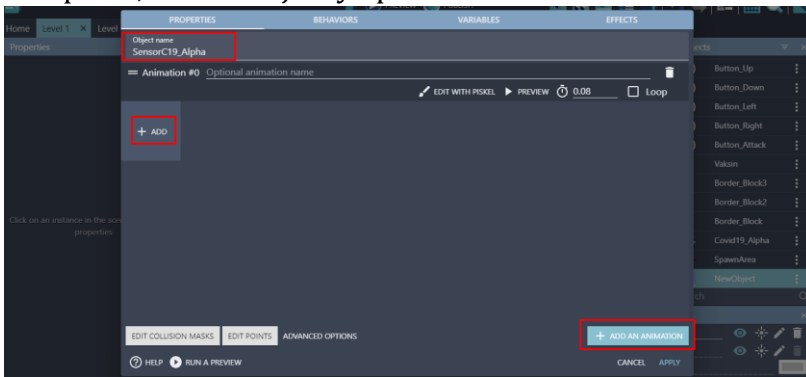 PROPERTIES BEHAVIORS VARIABLES EFFECTS
Home Level 1 × Level
Properties
Object name
SensorC19_Alpha
Animation #0 Optional animation name
EDIT WITH PISKEL PREVIEW 0.08 Loop
+ ADD
Button_Up
Button_Down
Button_Left
Button_Right
Button_Attack
Vaksin
Border_Block3
Border_Block2
Border_Block
Covid19_Alpha
SpawnArea
NewObject
Click on an instance in the
properties
EDIT COLLISION MASKS EDIT POINTS ADVANCED OPTIONS + ADD AN ANIMATION
HELP RUN A PREVIEW CANCEL APPLY